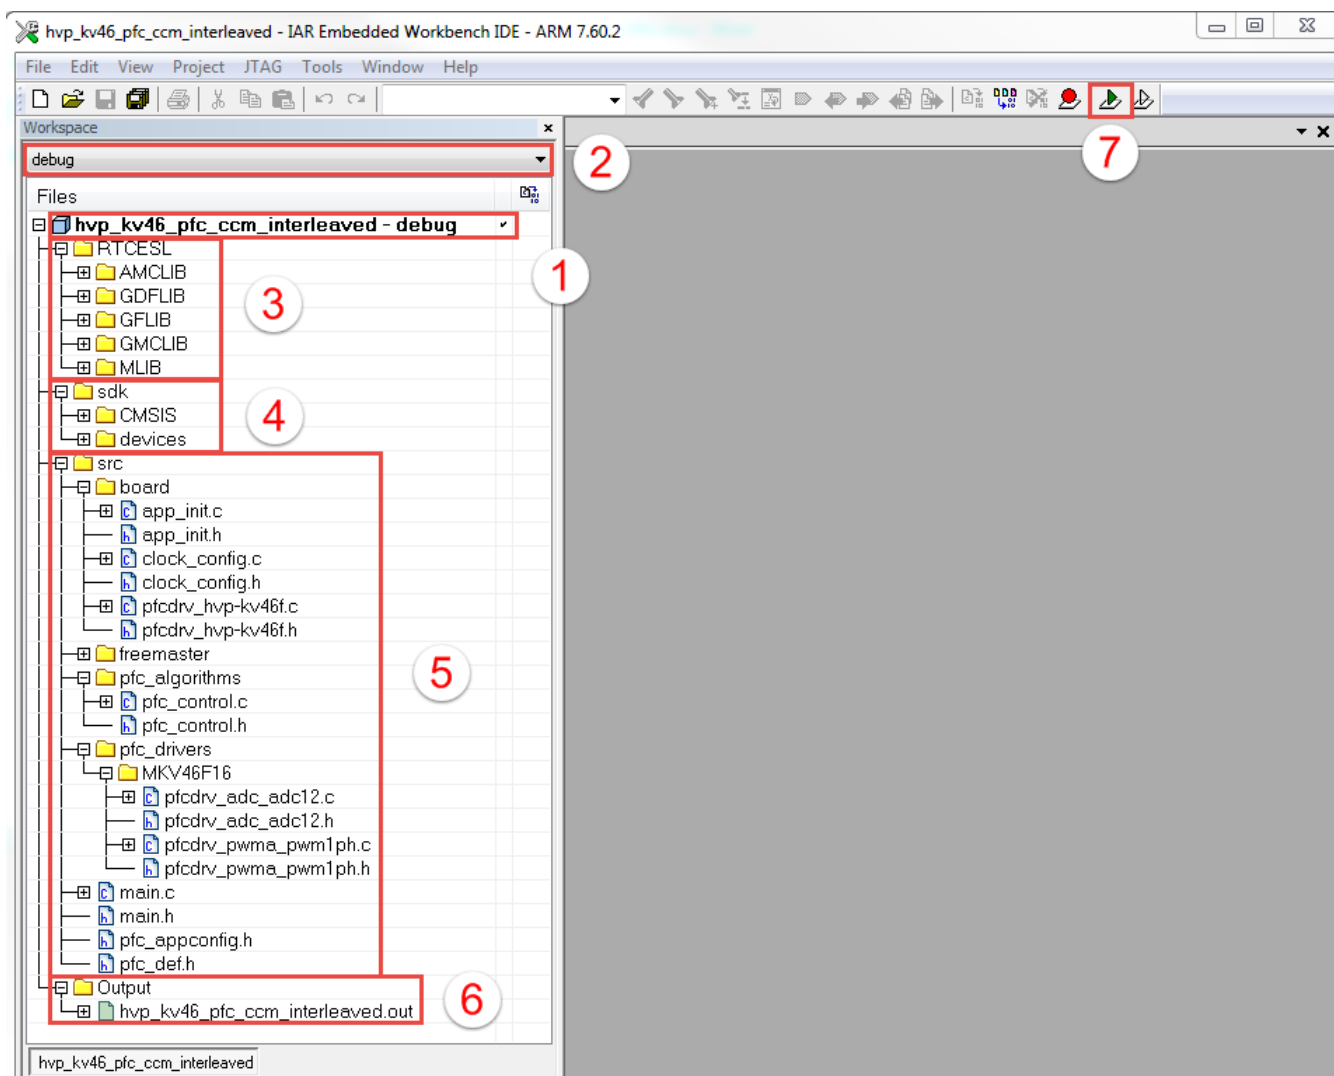 hvp_kv46_pfc_ccm_interleaved - IAR Embedded Workbench IDE - ARM 7.60.2
File Edit View Project JTAG Tools Window Help
Workspace
7
debug
2
Files
hvp_kv46_pfc_ccm_interleaved - debug
RTCESL
1
AMCLIB
GDFLIB
3
GFLIB
GMCLIB
MLIB
sdk
CMSIS
4
devices
src
board
app_init.c
app_init.h
clock_config.c
clock_config.h
pfcdrv_hvp-kv46f.c
pfcdrv_hvp-kv46f.h
freemaster
5
pfc_algorithms
pfc_control.c
pfc_control.h
pfc_drivers
MKV46F16
pfcdrv_adc_adc12.c
pfcdrv_adc_adc12.h
pfcdrv_pwma_pwm1ph.c
pfcdrv_pwma_pwm1ph.h
main.c
main.h
pfc_appconfig.h
pfc_def.h
Output
6
hvp_kv46_pfc_ccm_interleaved.out
hvp_kv46_pfc_ccm_interleaved